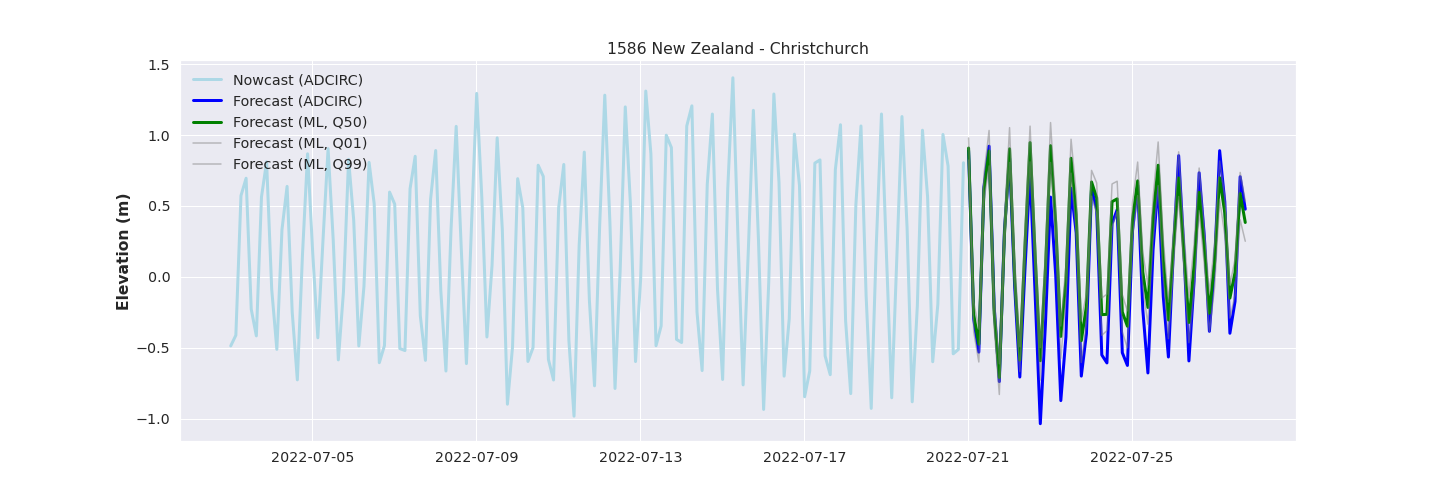 1586 New Zealand - Christchurch
Nowcast (ADCIRC)
Forecast (ADCIRC)
Forecast (ML, Q50)
Forecast (ML, Q01)
Forecast (ML, Q99)
Elevation (m)
1.5
1.0
0.5
0.0
−0.5
−1.0
2022-07-05
2022-07-09
2022-07-13
2022-07-17
2022-07-21
2022-07-25